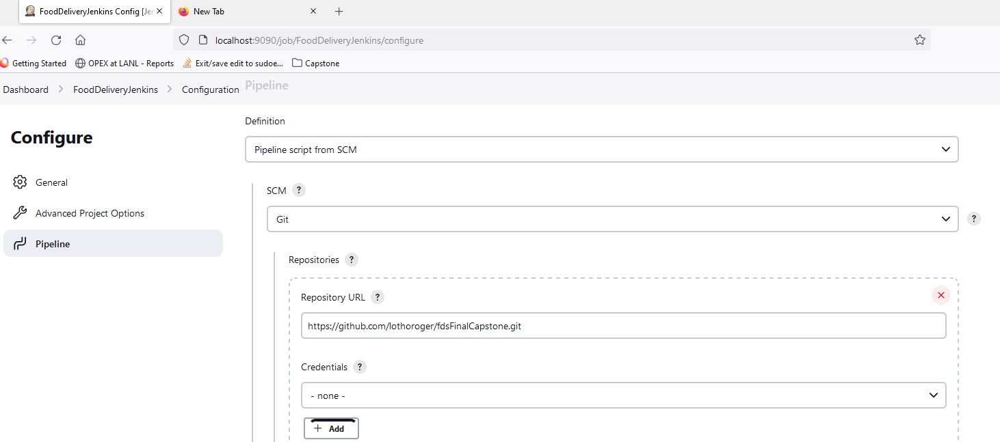 FoodDeliveryJenkins Config [Jen
New Tab
localhost:9090/job/FoodDeliveryJenkins/configure
Getting Started
OPEX at LANL - Reports
Exit/save edit to sudoe...
Capstone
Dashboard
FoodDeliveryJenkins
Configuration
Pipeline
Configure
General
Advanced Project Options
Pipeline
Definition
Pipeline script from SCM
SCM ?
Git
?
Repositories ?
Repository URL ?
https://github.com/lothoroger/fdsFinalCapstone.git
Credentials ?
- none -
+ Add